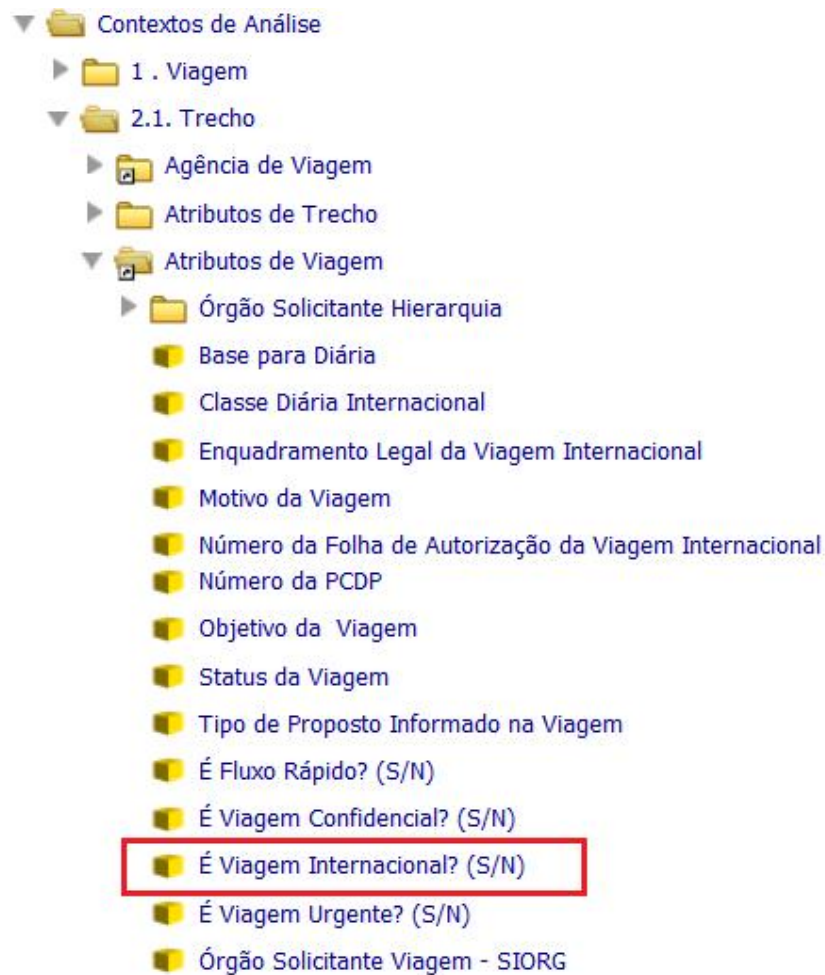 Contextos de Análise
1 . Viagem
2.1. Trecho
Agência de Viagem
Atributos de Trecho
Atributos de Viagem
Órgão Solicitante Hierarquia
Base para Diária
Classe Diária Internacional
Enquadramento Legal da Viagem Internacional
Motivo da Viagem
Número da Folha de Autorização da Viagem Internacional
Número da PCDP
Objetivo da  Viagem
Status da Viagem
Tipo de Proposto Informado na Viagem
É Fluxo Rápido? (S/N)
É Viagem Confidencial? (S/N)
É Viagem Internacional? (S/N)
É Viagem Urgente? (S/N)
Órgão Solicitante Viagem - SIORG